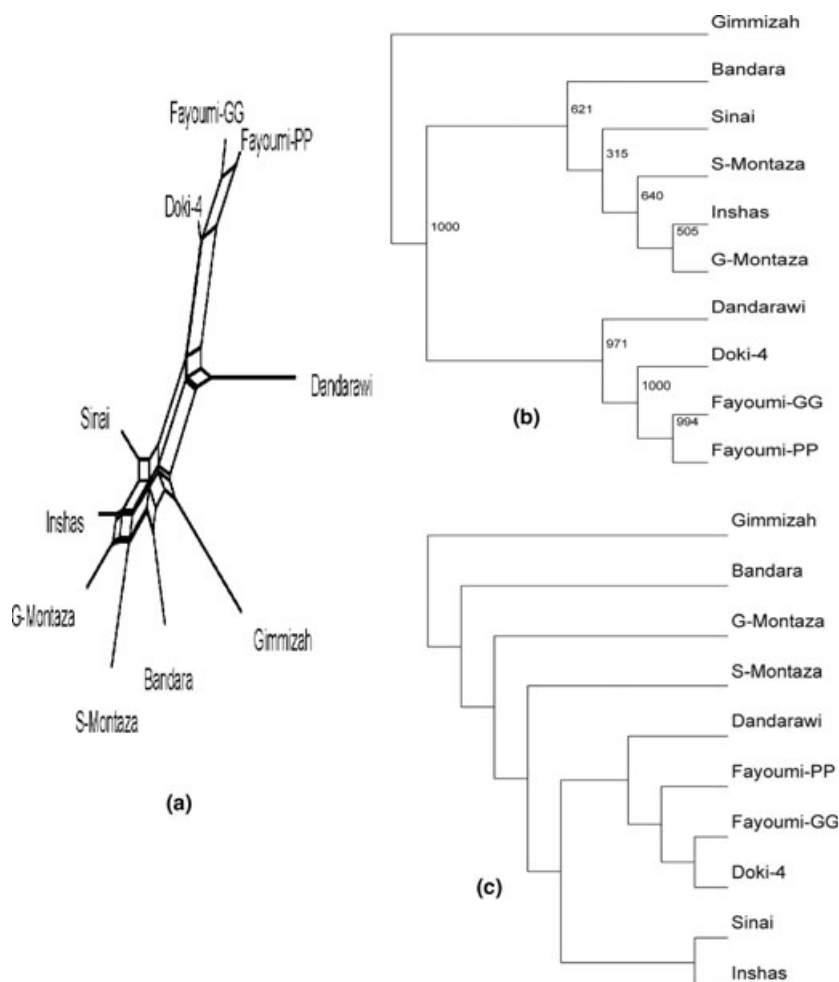 Fayoumi-GG
Fayoumi-PP
Doki-4
Dandarawi
Sinai
Inshas
G-Montaza
Gimmizah
Bandara
S-Montaza
(a)
Gimmizah
Bandara
621
Sinai
315
S-Montaza
640
1000
Inshas
505
G-Montaza
Dandarawi
971
Doki-4
1000
Fayoumi-GG
994
Fayoumi-PP
(b)
Gimmizah
Bandara
G-Montaza
S-Montaza
Dandarawi
Fayoumi-PP
Fayoumi-GG
Doki-4
(c)
Sinai
Inshas